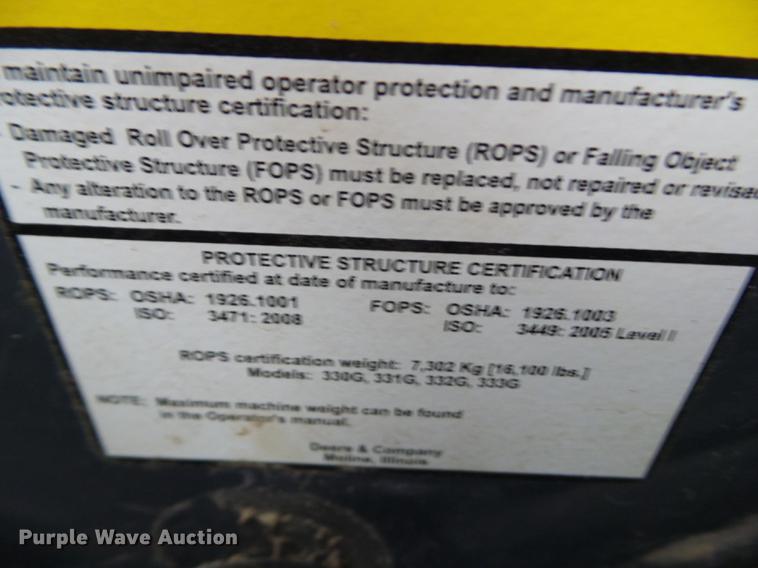 maintain unimpaired operator protection and manufacturer's
otective structure certification:
Damaged Roll Over Protective Structure (ROPS) or Falling Object
Protective Structure (FOPS) must be replaced, not repaired or revised
- Any alteration to the ROPS or FOPS must be approved by the
manufacturer.
PROTECTIVE STRUCTURE CERTIFICATION
Performance certified at date of manufacture to:
ROPS: OSHA: 1926.1001 FOPS: OSHA: 1926.1003
ISO: 3471: 2008 ISO: 3449: 2005 Level II
ROPS certification weight: 7,302 Kg [16,100 lbs.]
Models: 330G, 331G, 332G, 333G
NOTE: Maximum machine weight can be found
in the Operator's manual.
Deere & Company
Moline, Illinois
Purple Wave Auction